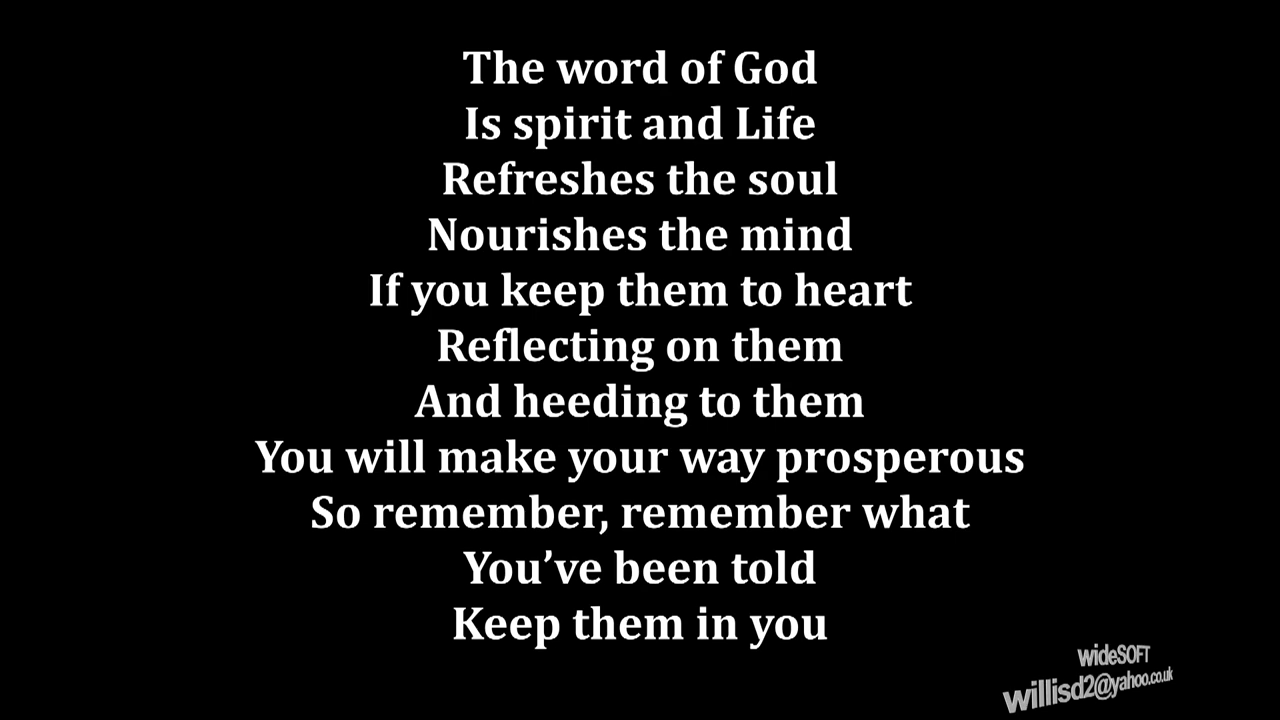 The word of God
Is spirit and Life
Refreshes the soul
Nourishes the mind
If you keep them to heart
Reflecting on them
And heeding to them
You will make your way prosperous
So remember, remember what
You’ve been told
Keep them in you
wideSOFT
willisd2@yahoo.co.uk